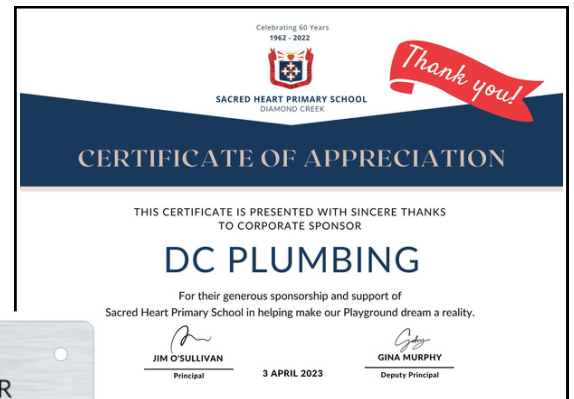 Celebrating 60 Years
1962 - 2022
SACRED HEART PRIMARY SCHOOL
DIAMOND CREEK
Thank you!
CERTIFICATE OF APPRECIATION
THIS CERTIFICATE IS PRESENTED WITH SINCERE THANKS
TO CORPORATE SPONSOR
DC PLUMBING
For their generous sponsorship and support of
Sacred Heart Primary School in helping make our Playground dream a reality.
JIM O'SULLIVAN
Principal
3 APRIL 2023
GINA MURPHY
Deputy Principal
R